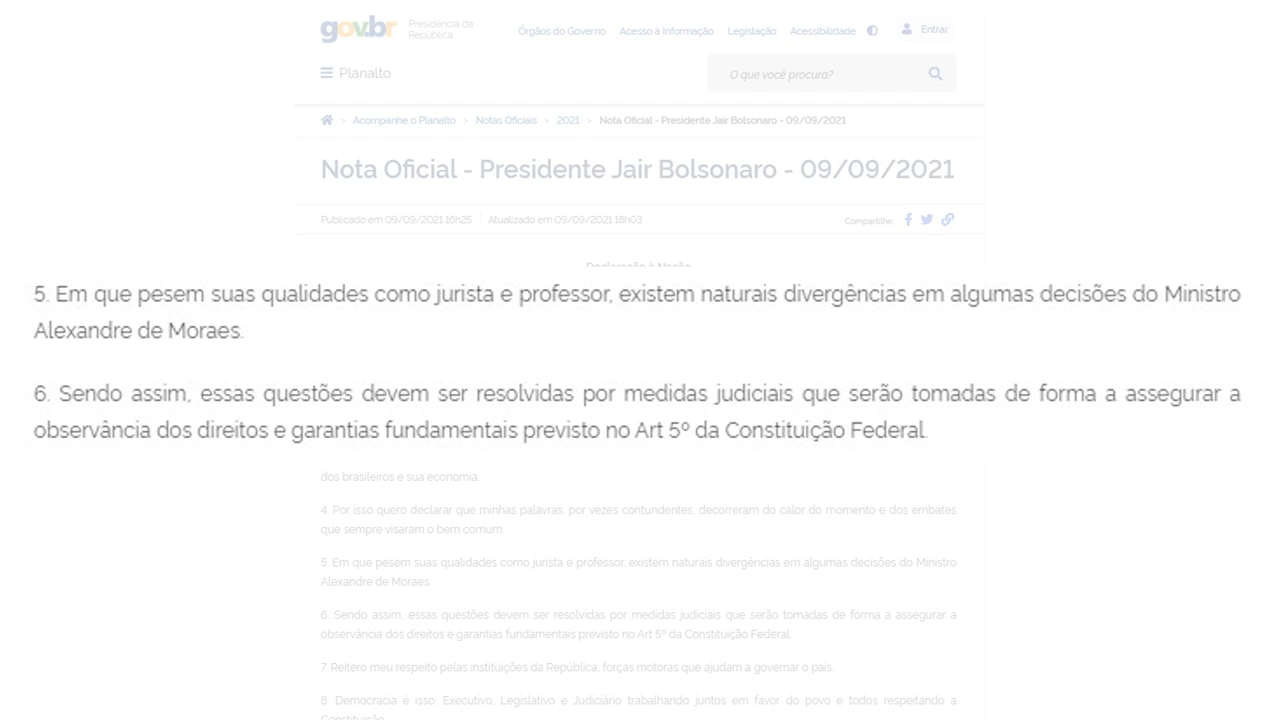 gov.br
Presidência da
República
Órgãos do Governo Acesso à Informação Legislação Acessibilidade Entrar
Planalto
O que você procura?
> Acompanhe o Planalto > Notas Oficiais > 2021 > Nota Oficial - Presidente Jair Bolsonaro - 09/09/2021
Nota Oficial - Presidente Jair Bolsonaro - 09/09/2021
Publicado em 09/09/2021 16h25 Atualizado em 09/09/2021 18h03 Compartilhe:
Declaração à Nação
5. Em que pesem suas qualidades como jurista e professor, existem naturais divergências em algumas decisões do Ministro
Alexandre de Moraes.
6. Sendo assim, essas questões devem ser resolvidas por medidas judiciais que serão tomadas de forma a assegurar a
observância dos direitos e garantias fundamentais previsto no Art 5º da Constituição Federal.
dos brasileiros e sua economia.
4. Por isso quero declarar que minhas palavras, por vezes contundentes, decorreram do calor do momento e dos embates
que sempre visaram o bem comum.
5. Em que pesem suas qualidades como jurista e professor, existem naturais divergências em algumas decisões do Ministro
Alexandre de Moraes.
6. Sendo assim, essas questões devem ser resolvidas por medidas judiciais que serão tomadas de forma a assegurar a
observância dos direitos e garantias fundamentais previsto no Art 5º da Constituição Federal.
7. Reitero meu respeito pelas instituições da República, forças motoras que ajudam a governar o país.
8. Democracia é isso: Executivo, Legislativo e Judiciário trabalhando juntos em favor do povo e todos respeitando a
Constituição.